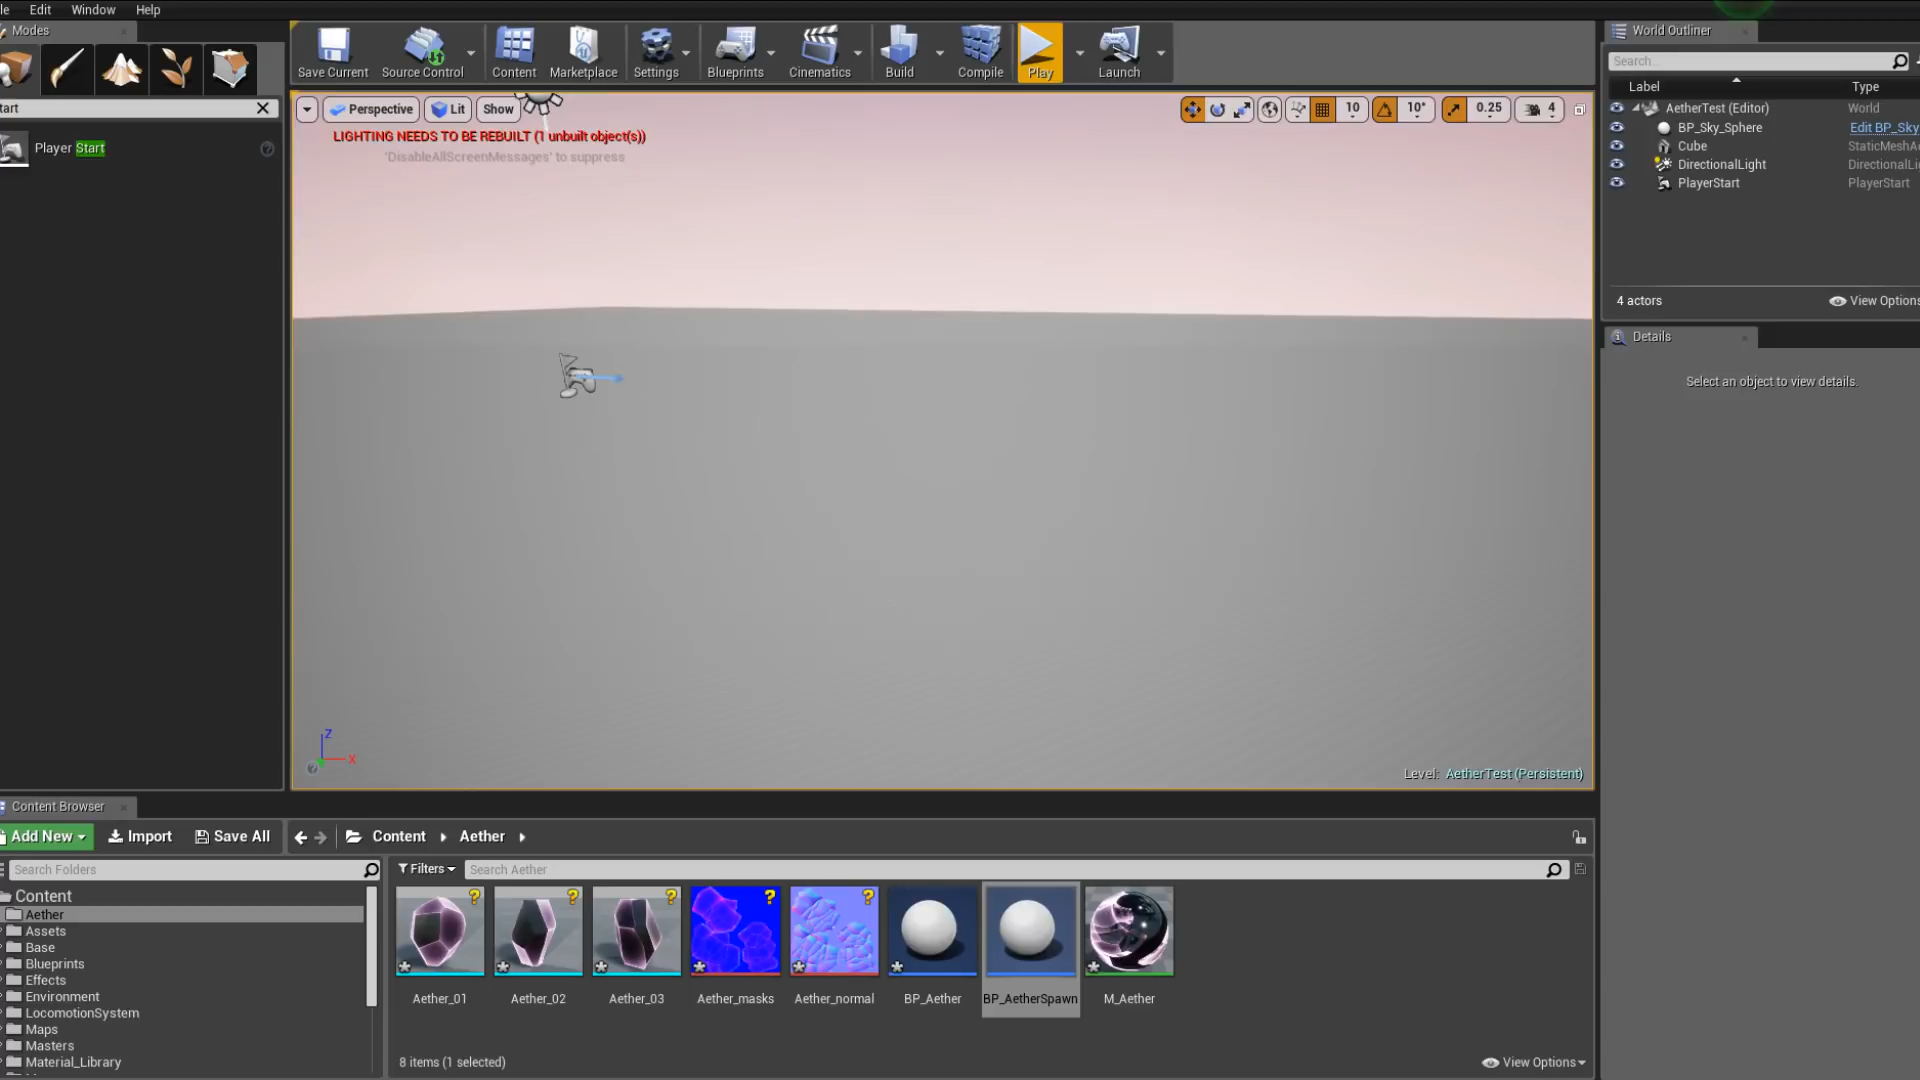 le Edit Window Help
Modes
Save Current Source Control Content Marketplace Settings Blueprints Cinematics Build Compile Play Launch
World Outliner
Search...
Label Type
tart
Perspective Lit Show 10 10° 0.25 4
AetherTest (Editor) World
LIGHTING NEEDS TO BE REBUILT (1 unbuilt object(s))
BP_Sky_Sphere Edit BP_Sky
Player Start
Cube StaticMeshA
'DisableAllScreenMessages' to suppress
DirectionalLight DirectionalLi
PlayerStart PlayerStart
4 actors View Options
Details
Select an object to view details.
Z
X
Level: AetherTest (Persistent)
Content Browser
Add New Import Save All Content Aether
Search Folders
Filters Search Aether
Content
Aether
Assets
Base
Blueprints
Effects
Environment
LocomotionSystem
Maps
Masters
Material_Library
Aether_01 Aether_02 Aether_03 Aether_masks Aether_normal BP_Aether BP_AetherSpawn M_Aether
8 items (1 selected) View Options